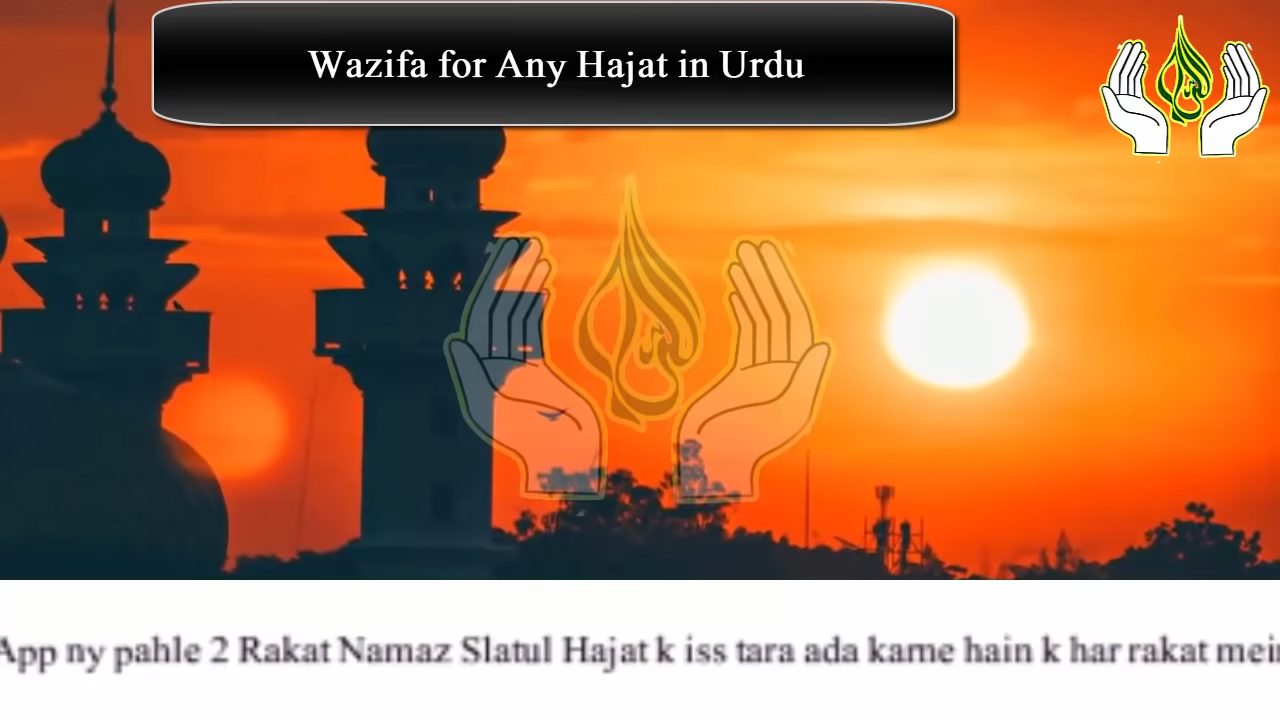 Wazifa for Any Hajat in Urdu
App ny pahle 2 Rakat Namaz Slatul Hajat k iss tara ada karne hain k har rakat mein